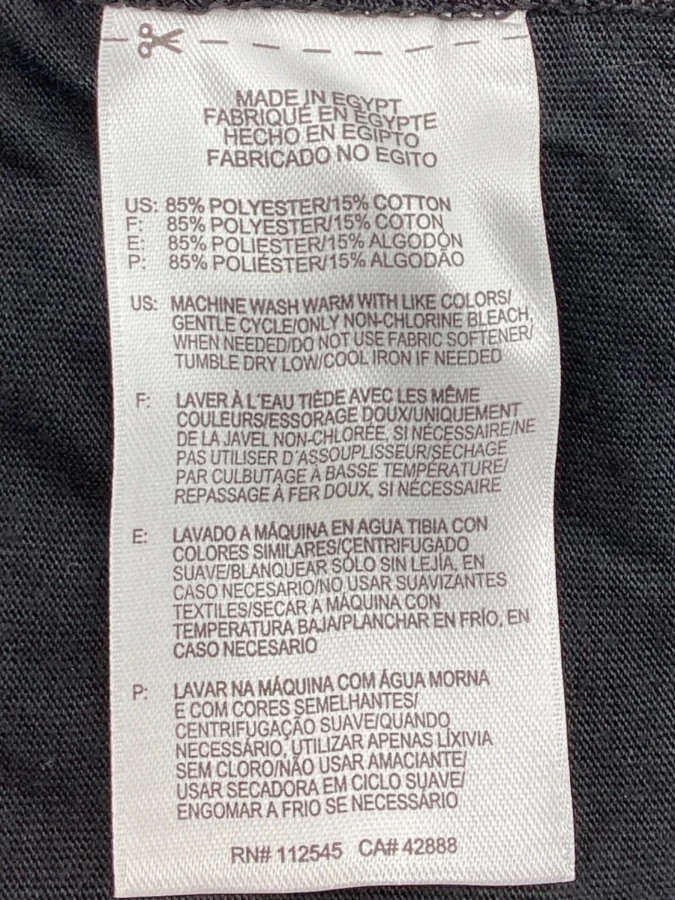 MADE IN EGYPT
FABRIQUÉ EN ÉGYPTE
HECHO EN EGIPTO
FABRICADO NO EGITO
US: 85% POLYESTER/15% COTTON
F: 85% POLYESTER/15% COTON
E: 85% POLIESTER/15% ALGODÓN
P: 85% POLIÉSTER/15% ALGODÃO
US: MACHINE WASH WARM WITH LIKE COLORS/
GENTLE CYCLE/ONLY NON-CHLORINE BLEACH,
WHEN NEEDED/DO NOT USE FABRIC SOFTENER/
TUMBLE DRY LOW/COOL IRON IF NEEDED
F: LAVER À L'EAU TIÈDE AVEC LES MÊME
COULEURS/ESSORAGE DOUX/UNIQUEMENT
DE LA JAVEL NON-CHLORÉE, SI NÉCESSAIRE/NE
PAS UTILISER D'ASSOUPLISSEUR/SÉCHAGE
PAR CULBUTAGE À BASSE TEMPÉRATURE/
REPASSAGE À FER DOUX, SI NÉCESSAIRE
E: LAVADO A MÁQUINA EN AGUA TIBIA CON
COLORES SIMILARES/CENTRIFUGADO
SUAVE/BLANQUEAR SÓLO SIN LEJÍA, EN
CASO NECESARIO/NO USAR SUAVIZANTES
TEXTILES/SECAR A MÁQUINA CON
TEMPERATURA BAJA/PLANCHAR EN FRÍO, EN
CASO NECESARIO
P: LAVAR NA MÁQUINA COM ÁGUA MORNA
E COM CORES SEMELHANTES/
CENTRIFUGAÇÃO SUAVE/QUANDO
NECESSÁRIO, UTILIZAR APENAS LÍXIVIA
SEM CLORO/NÃO USAR AMACIANTE/
USAR SECADORA EM CICLO SUAVE/
ENGOMAR A FRIO SE NECESSÁRIO
RN# 112545 CA# 42888